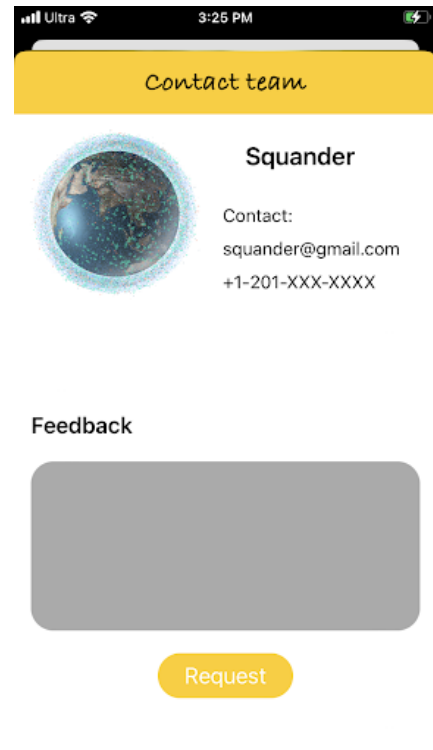 Ultra 3:25 PM
Contact team
Squander
Contact:
squander@gmail.com
+1-201-XXX-XXXX
Feedback
Request